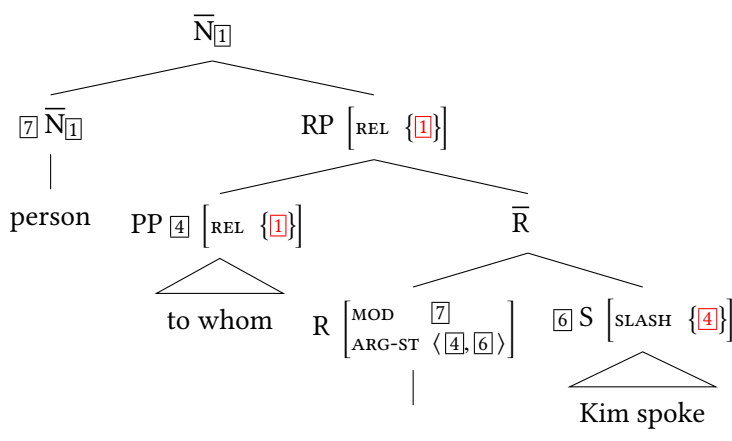 N̅ 1
7 N̅ 1 RP [REL {1}]
person PP 4 [REL {1}] R̅
to whom R [MOD 7 6 S [SLASH {4}]
ARG-ST ⟨4, 6⟩]
Kim spoke